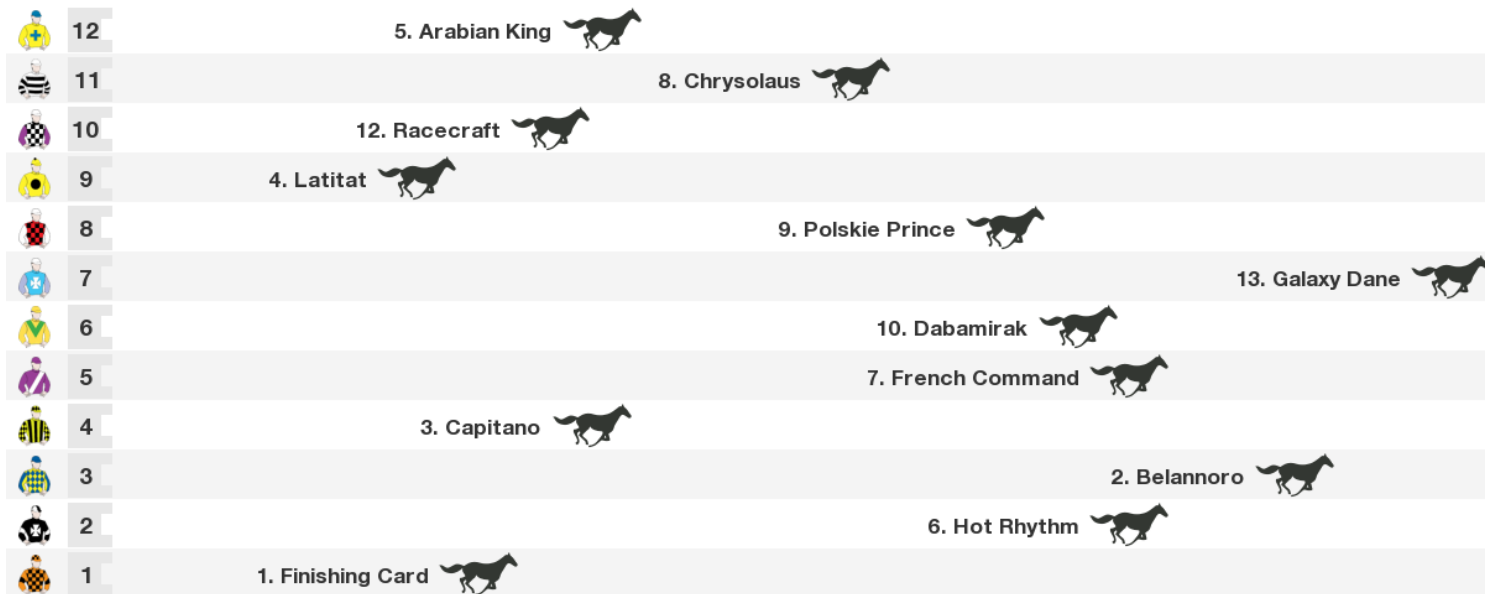 12 5. Arabian King
11 8. Chrysolaus
10 12. Racecraft
9 4. Latitat
8 9. Polskie Prince
7 13. Galaxy Dane
6 10. Dabamirak
5 7. French Command
4 3. Capitano
3 2. Belannoro
2 6. Hot Rhythm
1 1. Finishing Card